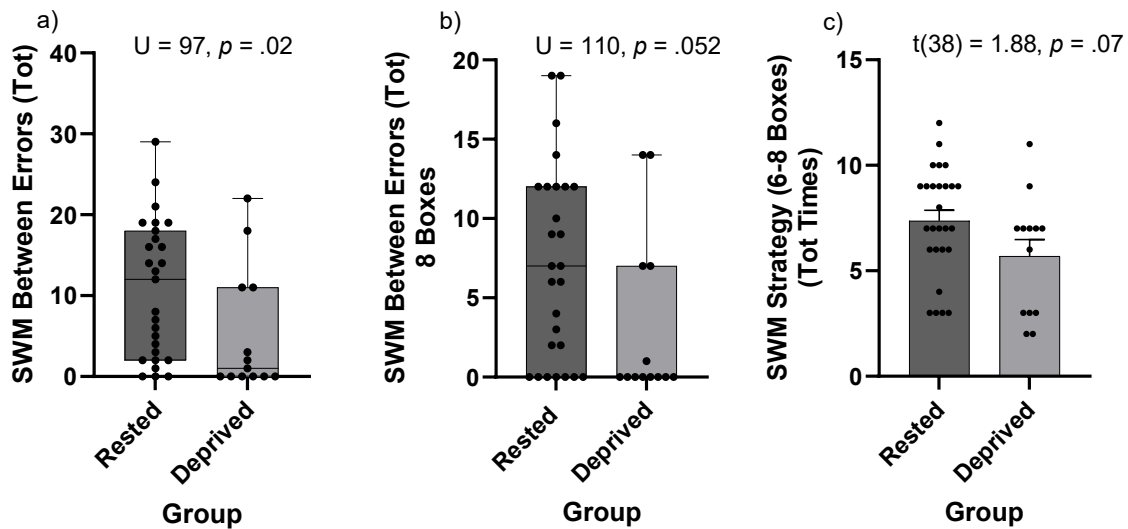 a)
U = 97, p = .02
SWM Between Errors (Tot)
40
30
20
10
0
Rested
Deprived
Group
b)
U = 110, p = .052
SWM Between Errors (Tot)
8 Boxes
20
15
10
5
0
Rested
Deprived
Group
c)
t(38) = 1.88, p = .07
SWM Strategy (6-8 Boxes)
(Tot Times)
15
10
5
0
Rested
Deprived
Group